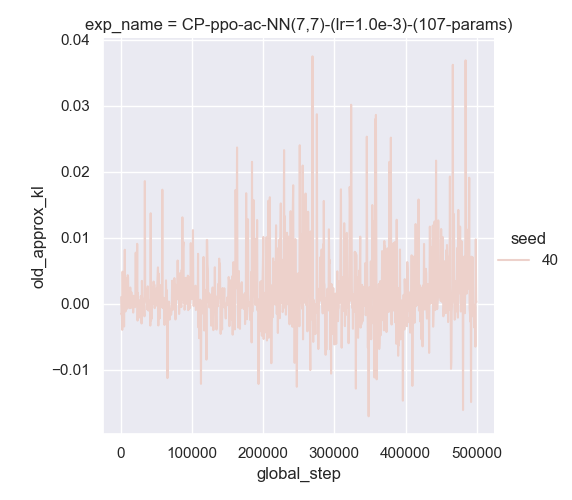 exp_name = CP-ppo-ac-NN(7,7)-(lr=1.0e-3)-(107-params)
0.04
0.03
0.02
0.01
0.00
−0.01
old_approx_kl
0 100000 200000 300000 400000 500000
global_step
seed
40